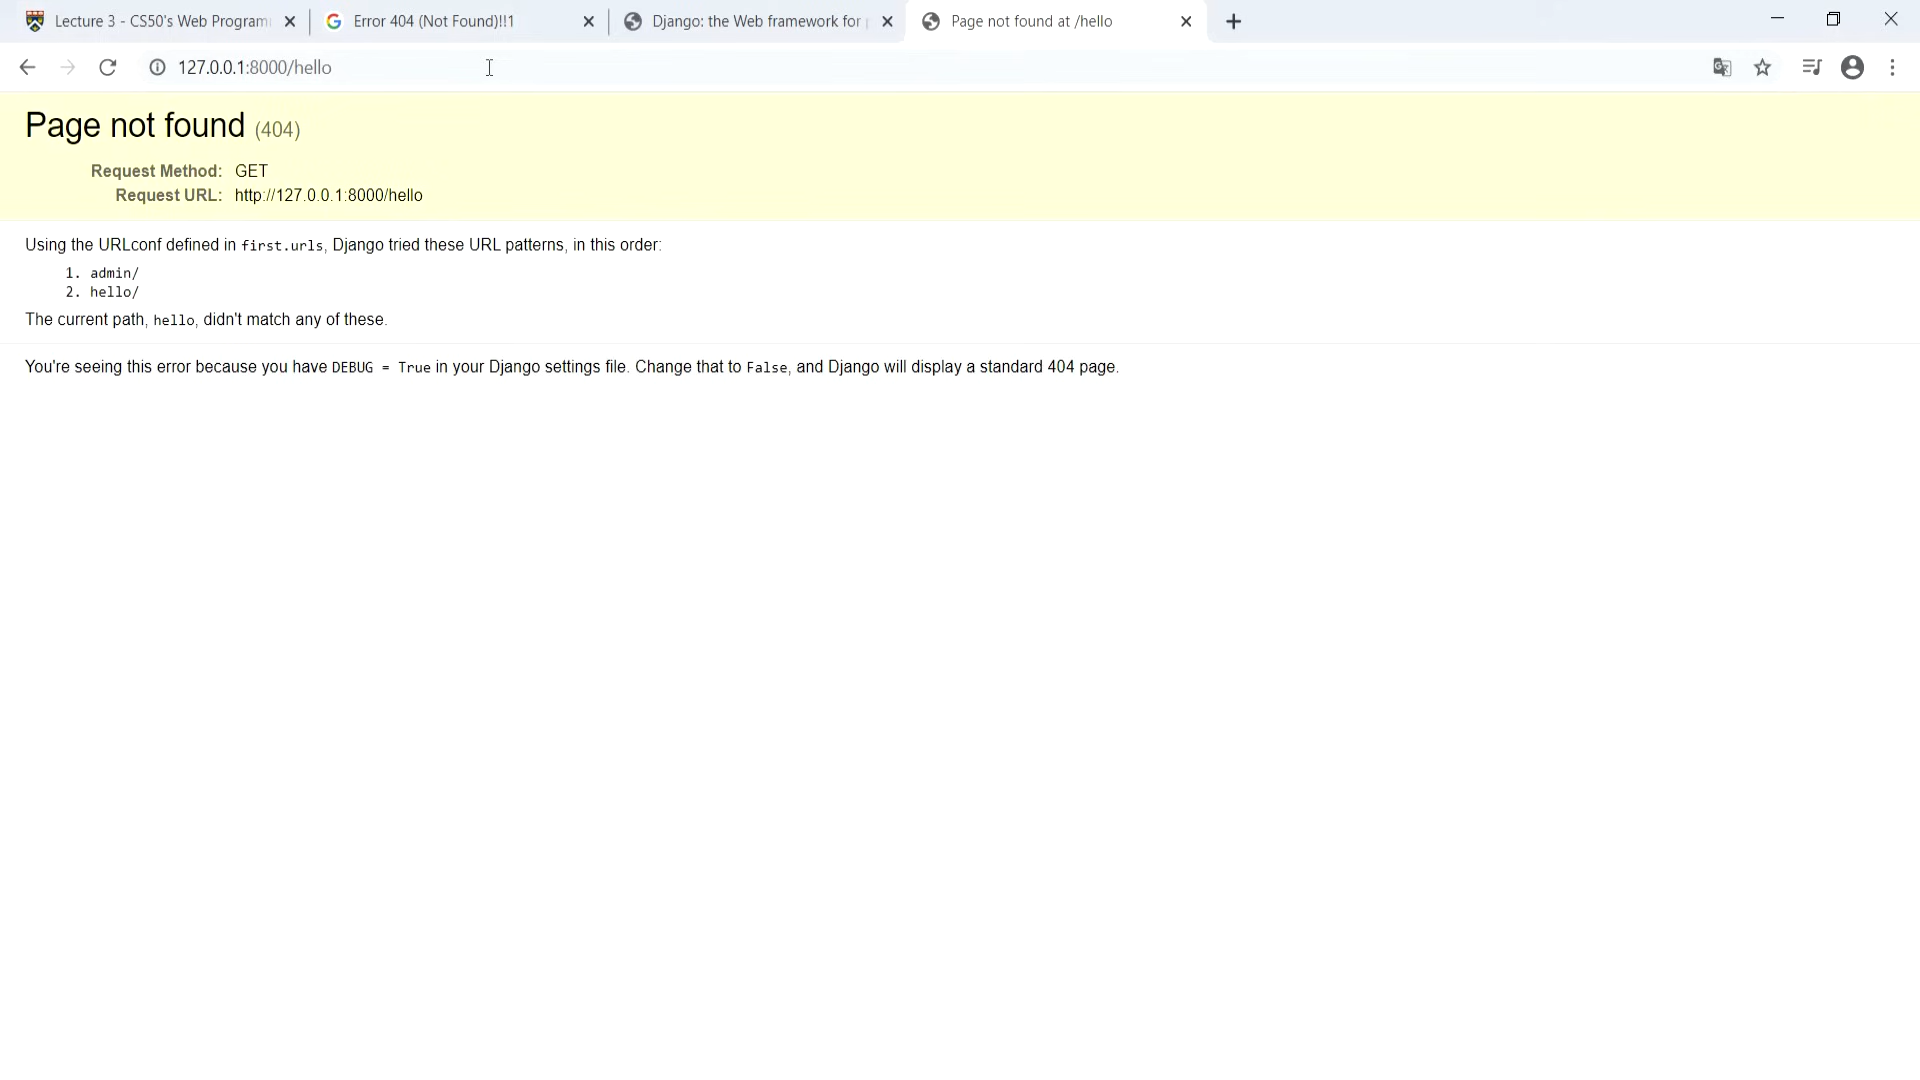 Lecture 3 - CS50's Web Program
Error 404 (Not Found)!!1
Django: the Web framework for
Page not found at /hello
127.0.0.1:8000/hello
Page not found (404)
Request Method: GET
Request URL: http://127.0.0.1:8000/hello
Using the URLconf defined in first.urls, Django tried these URL patterns, in this order:
1. admin/
2. hello/
The current path, hello, didn't match any of these.
You're seeing this error because you have DEBUG = True in your Django settings file. Change that to False, and Django will display a standard 404 page.